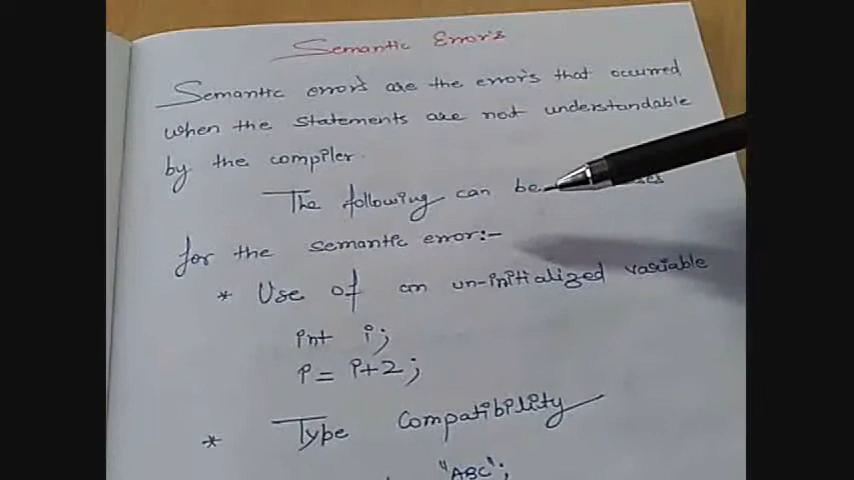 Semantic Errors
Semantic errors are the errors that occurred
when the statements are not understandable
by the compiler.
The following can be
for the semantic error:-
* Use of an un-initialized variable
int i;
i = i+2;
* Type Compatibility
"ABC";